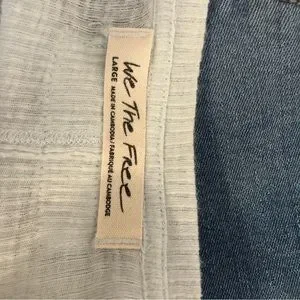 We The Free
LARGE
MADE IN CAMBODIA / FABRIQUÉ AU CAMBODGE